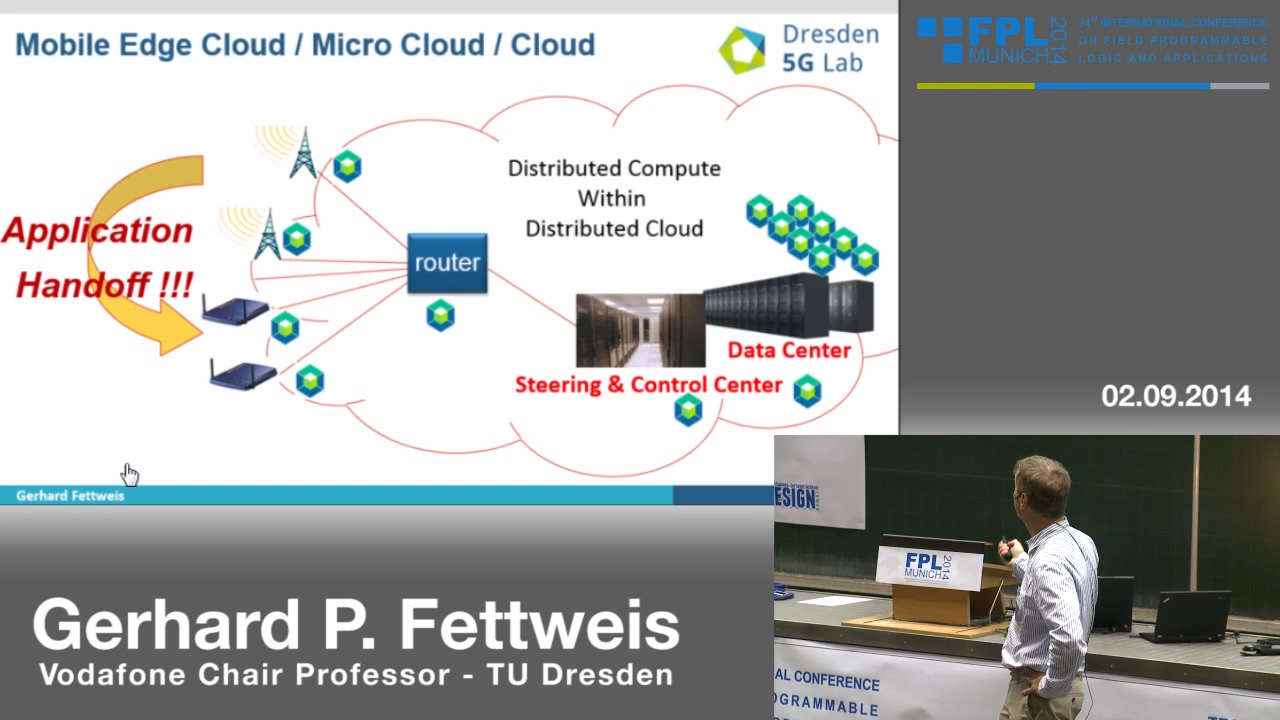 Mobile Edge Cloud / Micro Cloud / Cloud
Dresden
5G Lab
FPL
MUNICH
2014
24th INTERNATIONAL CONFERENCE
ON FIELD PROGRAMMABLE
LOGIC AND APPLICATIONS
Distributed Compute
Within
Distributed Cloud
Application
Handoff !!!
router
Data Center
Steering & Control Center
02.09.2014
Gerhard Fettweis
ESIGN
FPL
MUNICH
2014
AL CONFERENCE
OGRAMMABLE
Gerhard P. Fettweis
Vodafone Chair Professor - TU Dresden